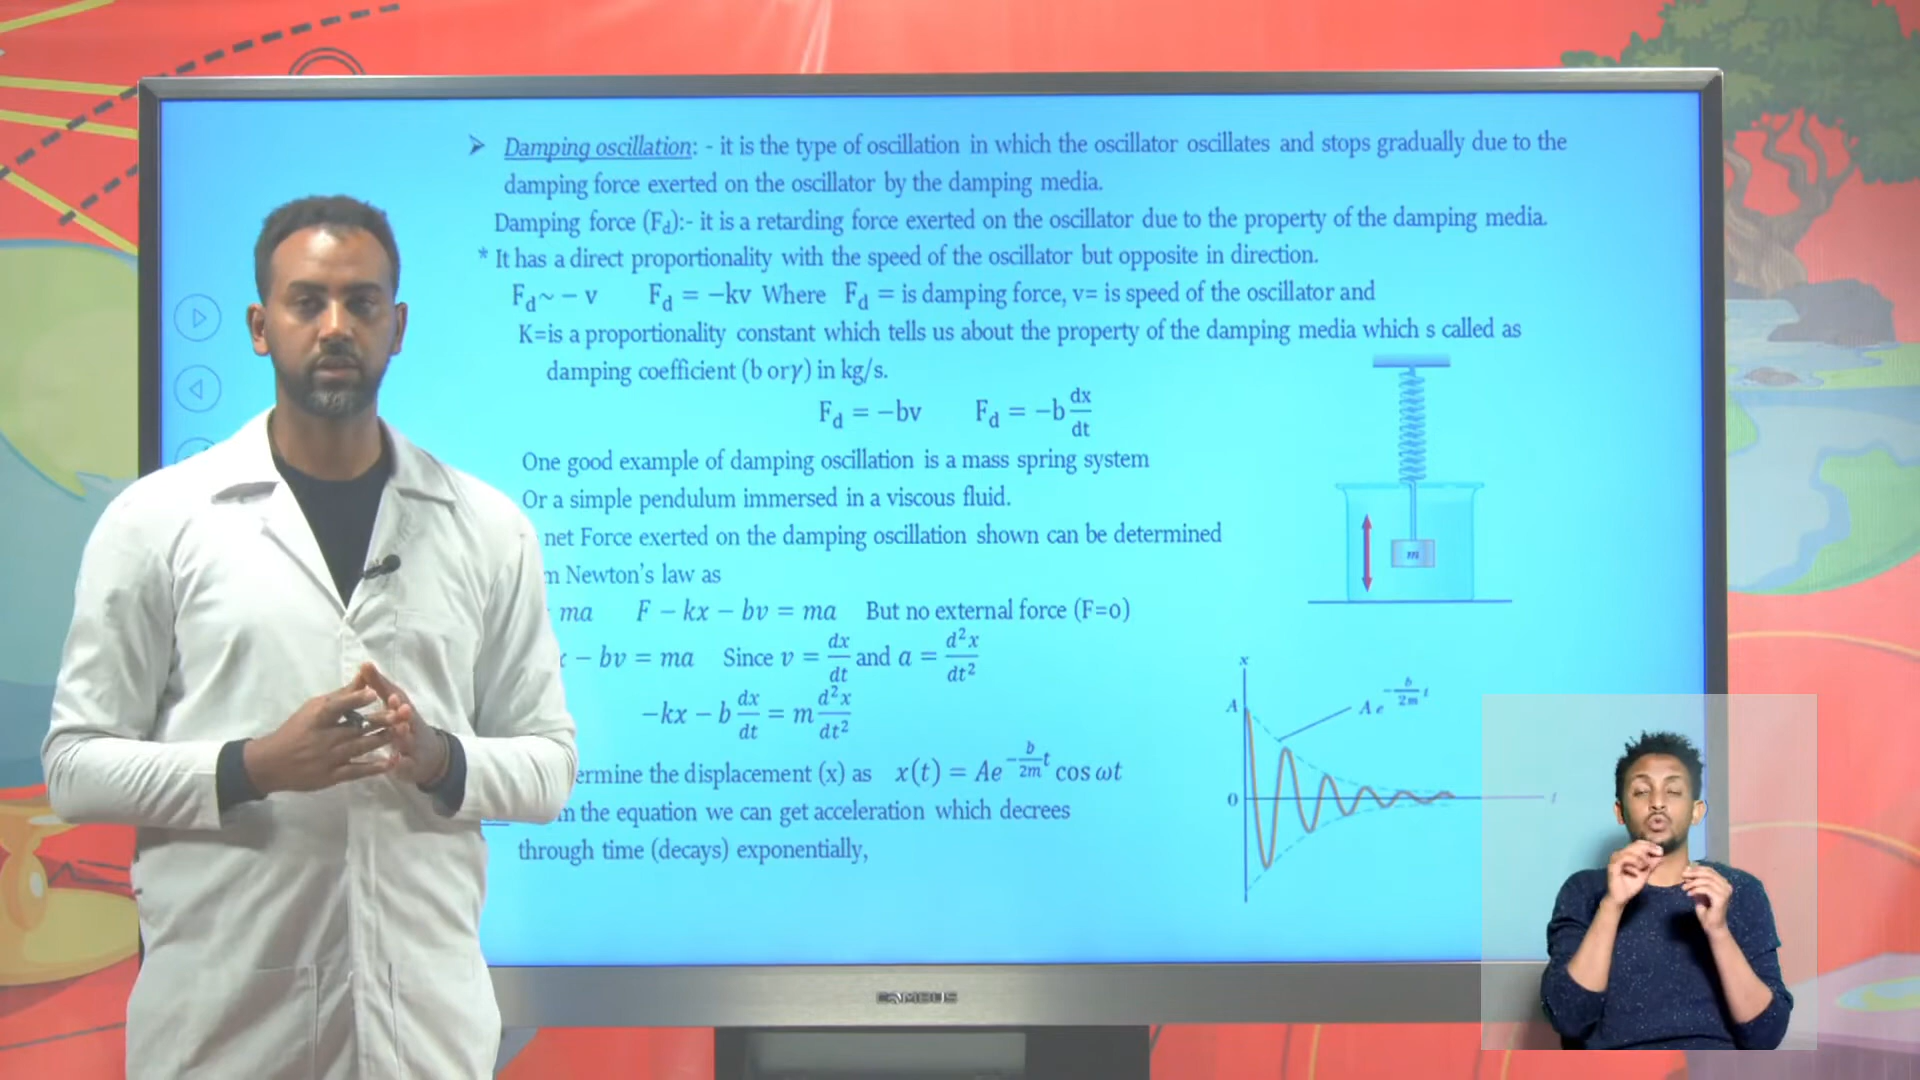 ➢ Damping oscillation: - it is the type of oscillation in which the oscillator oscillates and stops gradually due to the
damping force exerted on the oscillator by the damping media.
Damping force (F_d):- it is a retarding force exerted on the oscillator due to the property of the damping media.
* It has a direct proportionality with the speed of the oscillator but opposite in direction.
F_d ~ − v F_d = −kv Where F_d = is damping force, v= is speed of the oscillator and
K=is a proportionality constant which tells us about the property of the damping media which s called as
damping coefficient (b orγ) in kg/s.
F_d = −bv F_d = −b dx/dt
One good example of damping oscillation is a mass spring system
Or a simple pendulum immersed in a viscous fluid.
net Force exerted on the damping oscillation shown can be determined
Newton's law as
ma F − kx − bv = ma But no external force (F=0)
− bv = ma Since v = dx/dt and a = d²x/dt²
−kx − b dx/dt = m d²x/dt²
the displacement (x) as x(t) = Ae^(−b/2m t) cos ωt
the equation we can get acceleration which decrees
through time (decays) exponentially,
m
x
A
Ae^(−b/2m t)
0
t